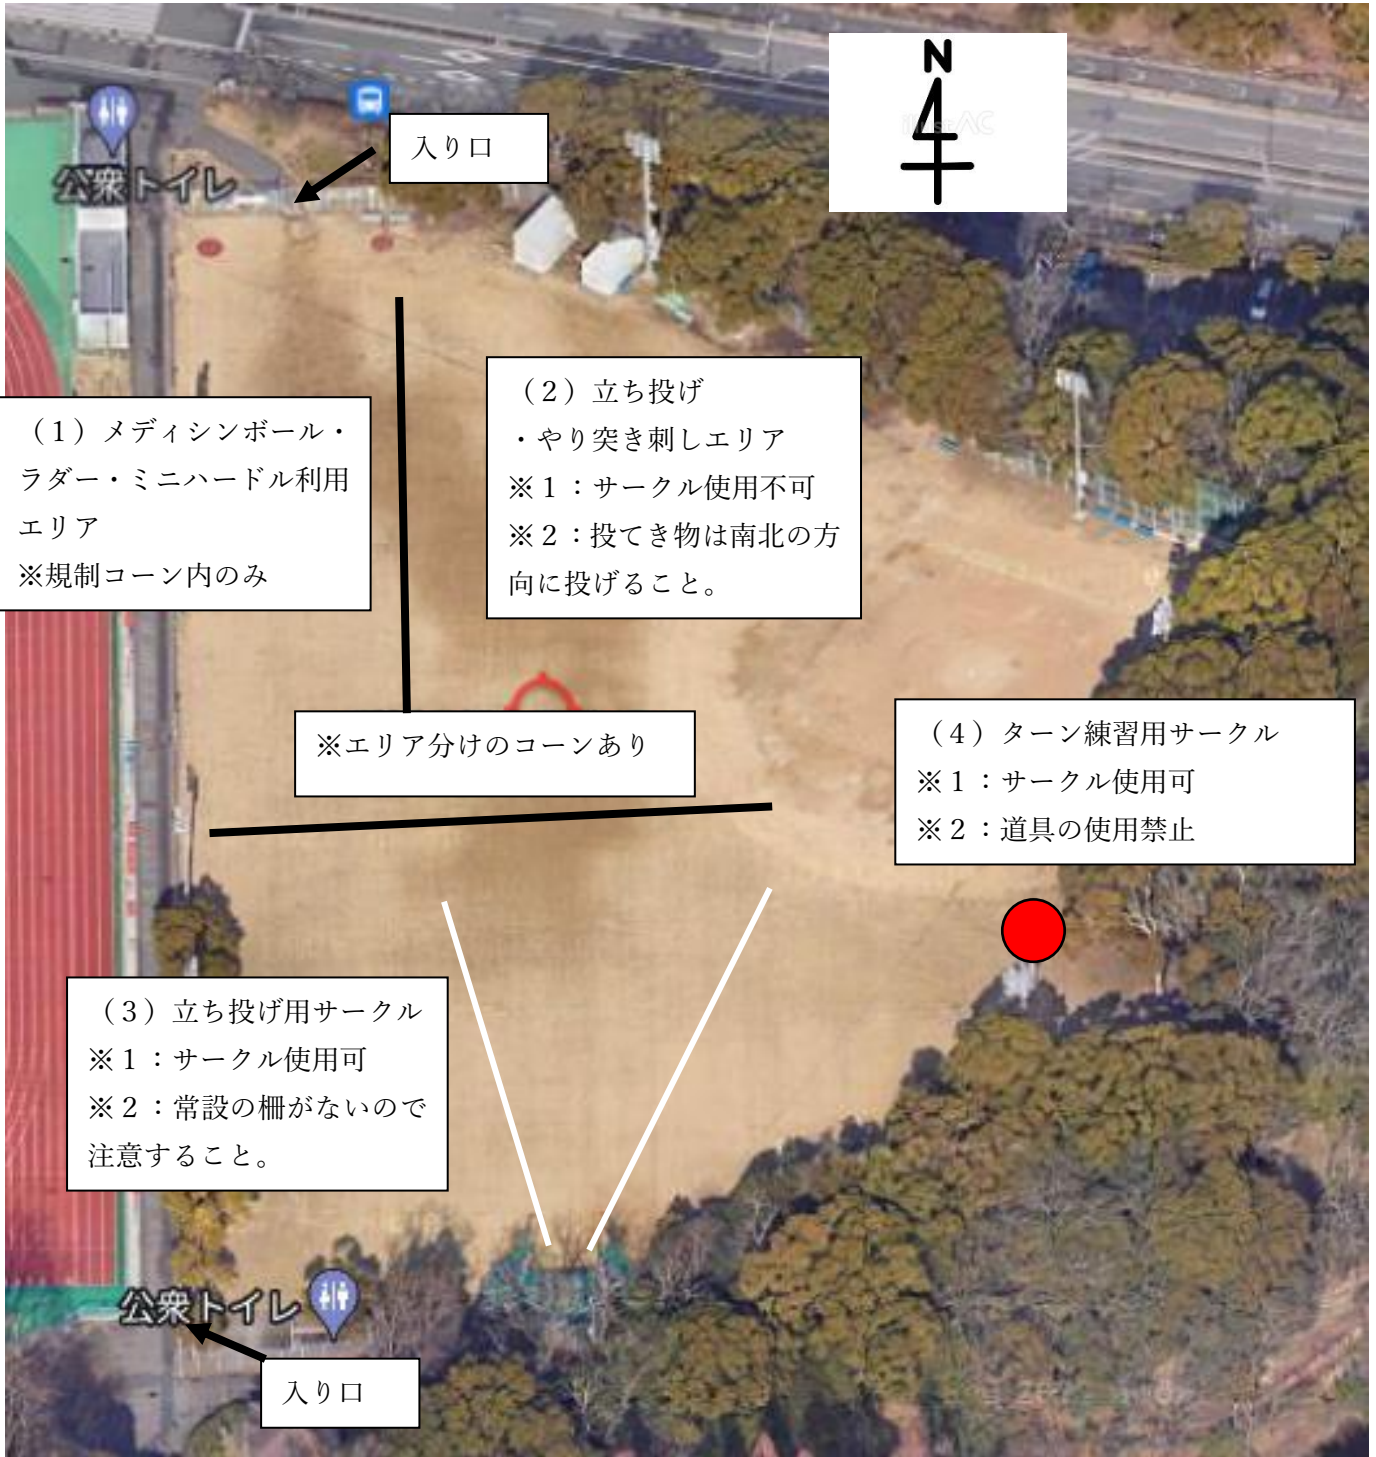 N
入り口
公衆トイレ
（１）メディシンボール・
ラダー・ミニハードル利用
エリア
※規制コーン内のみ
（２）立ち投げ
・やり突き刺しエリア
※１：サークル使用不可
※２：投てき物は南北の方
向に投げること。
※エリア分けのコーンあり
（４）ターン練習用サークル
※１：サークル使用可
※２：道具の使用禁止
（３）立ち投げ用サークル
※１：サークル使用可
※２：常設の柵がないので
注意すること。
公衆トイレ
入り口